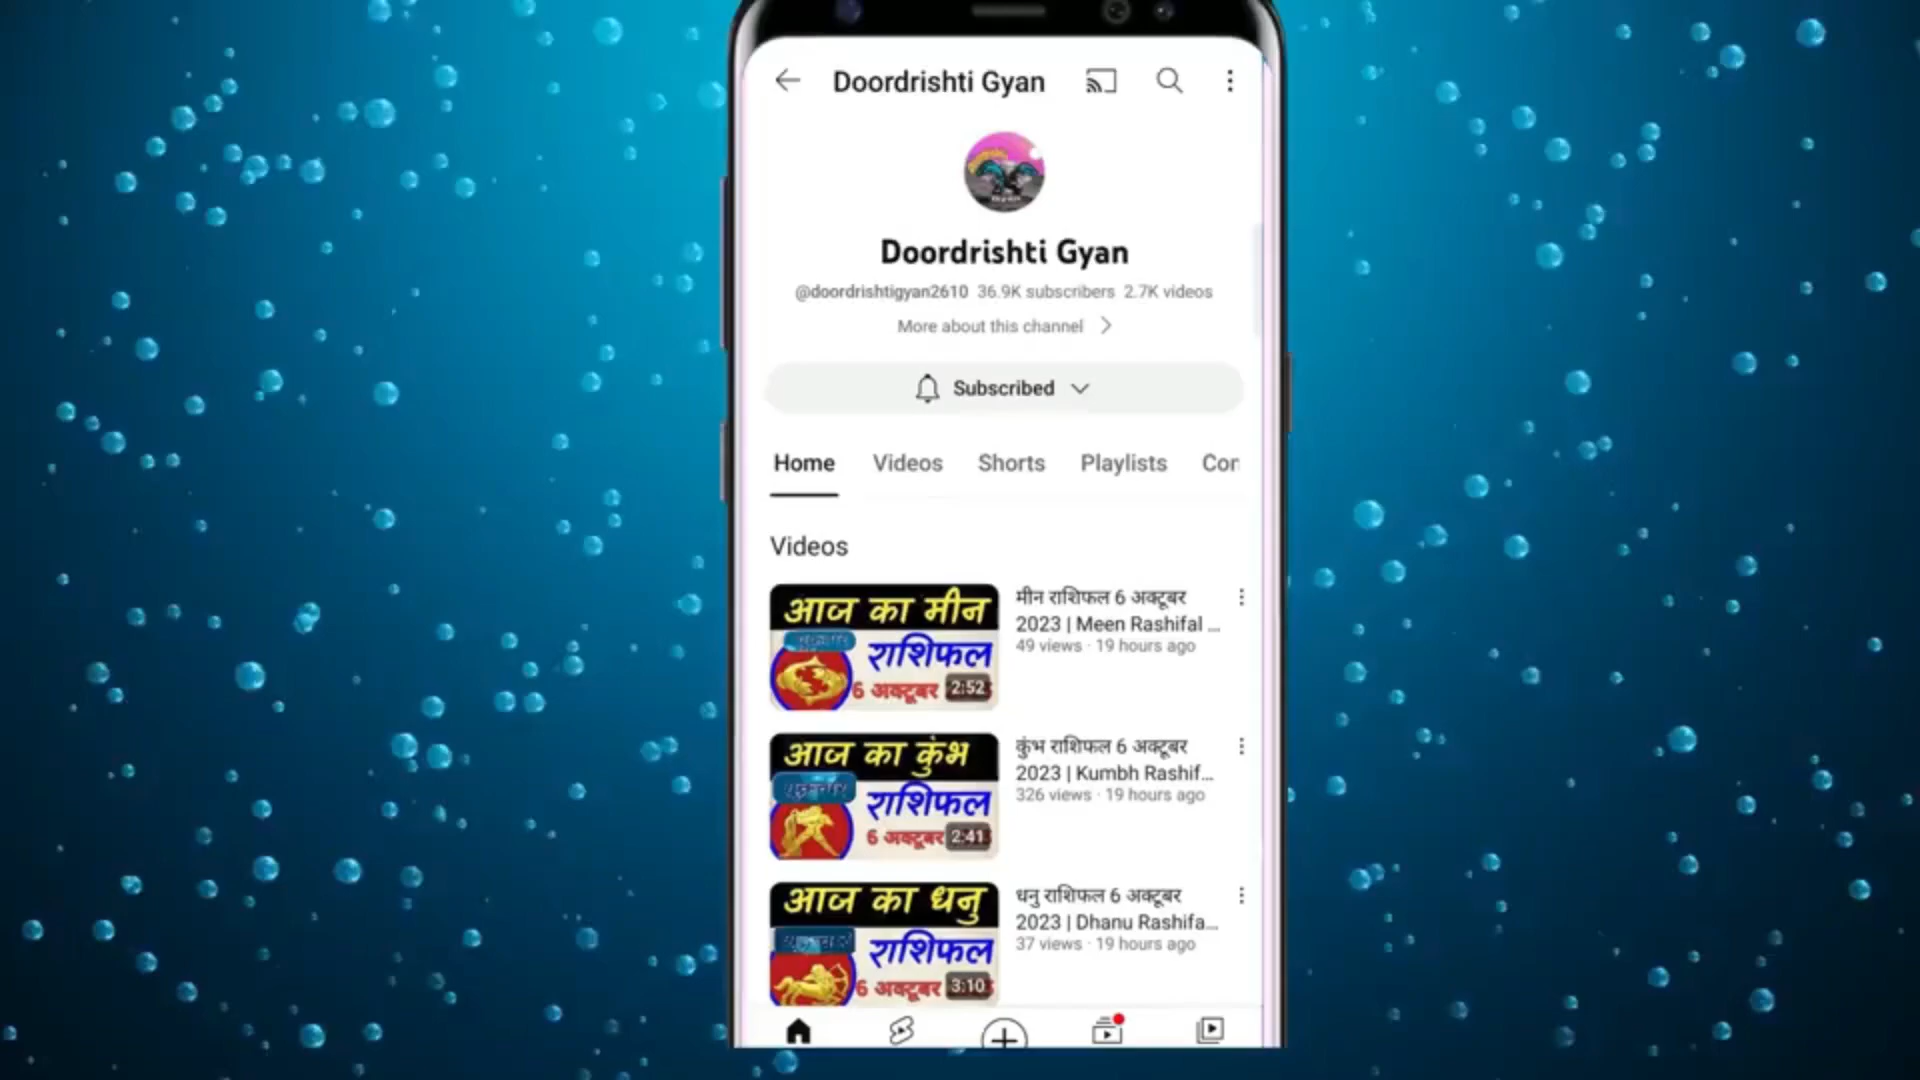 Doordrishti Gyan
Doordrishti Gyan
@doordrishtigyan2610 36.9K subscribers 2.7K videos
More about this channel
Subscribed
Home Videos Shorts Playlists Cor
Videos
आज का मीन
राशिफल
6 अक्टूबर 2:52
मीन राशिफल 6 अक्टूबर
2023 | Meen Rashifal ...
49 views · 19 hours ago
आज का कुंभ
राशिफल
6 अक्टूबर 2:41
कुंभ राशिफल 6 अक्टूबर
2023 | Kumbh Rashif...
326 views · 19 hours ago
आज का धनु
राशिफल
6 अक्टूबर 3:10
धनु राशिफल 6 अक्टूबर
2023 | Dhanu Rashifa...
37 views · 19 hours ago